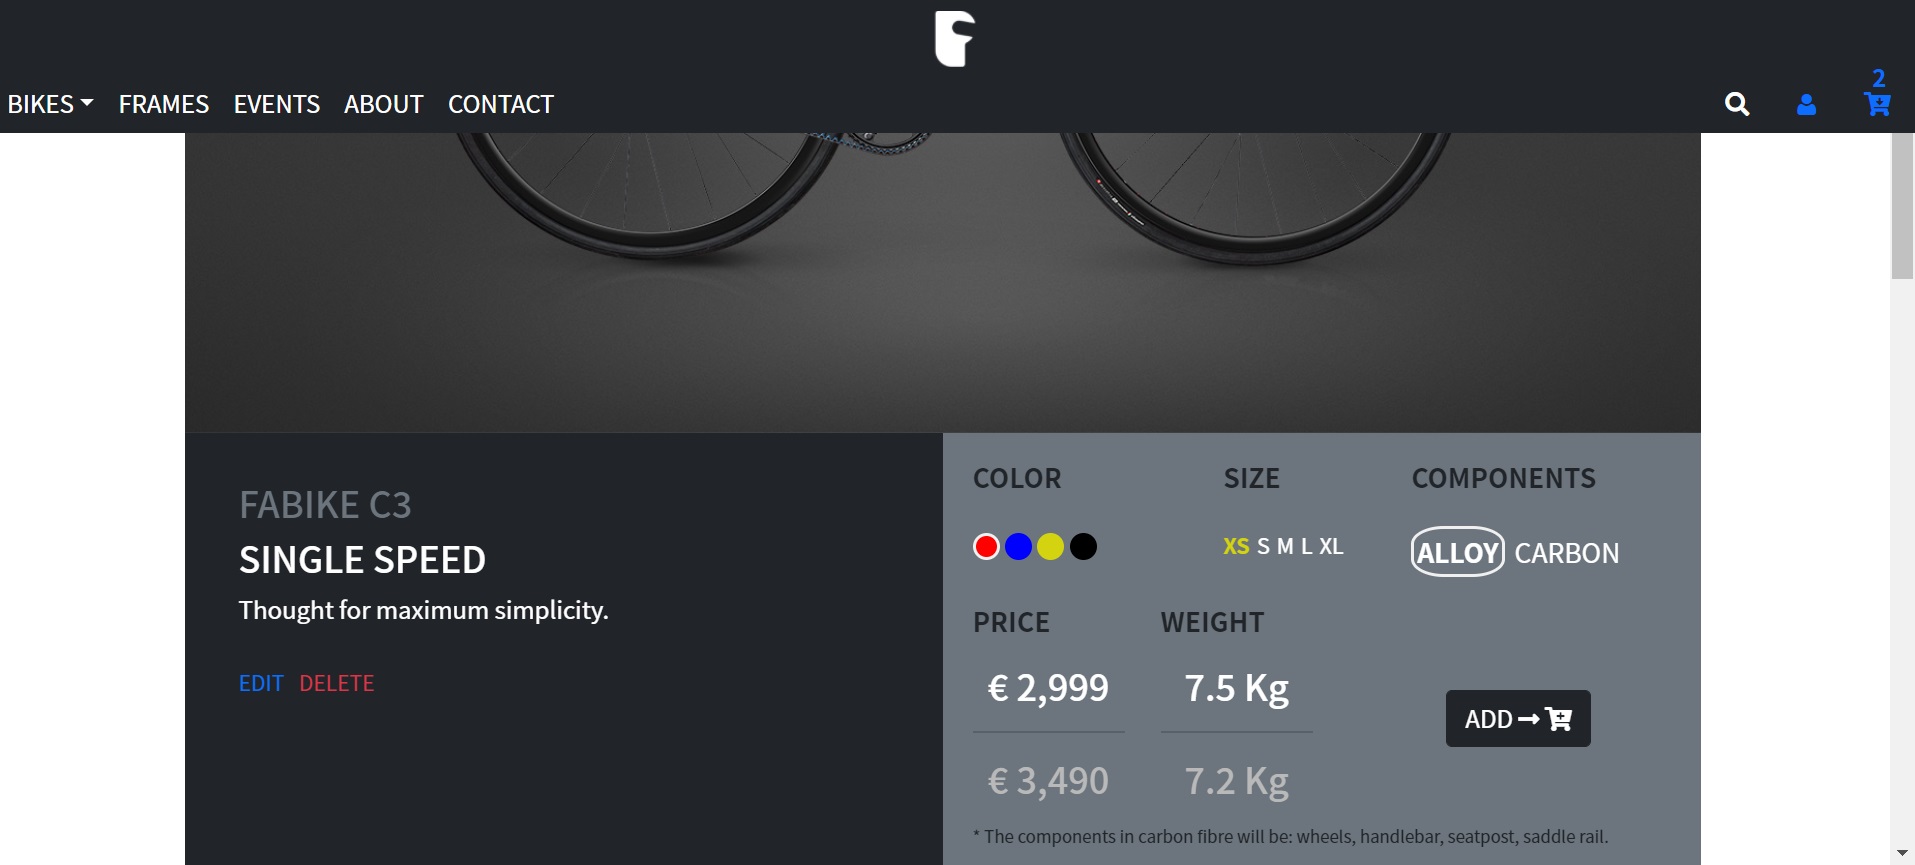 2
BIKES FRAMES EVENTS ABOUT CONTACT
FABIKE C3
SINGLE SPEED
Thought for maximum simplicity.
EDIT DELETE
COLOR SIZE COMPONENTS
XS S M L XL ALLOY CARBON
PRICE WEIGHT
€ 2,999 7.5 Kg
ADD
€ 3,490 7.2 Kg
* The components in carbon fibre will be: wheels, handlebar, seatpost, saddle rail.